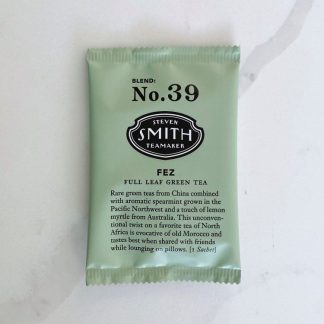 BLEND:
No.39
STEVEN
SMITH
TEAMAKER
FEZ
FULL LEAF GREEN TEA
Rare green teas from China combined
with aromatic spearmint grown in the
Pacific Northwest and a touch of lemon
myrtle from Australia. This unconven-
tional twist on a favorite tea of North
Africa is evocative of old Morocco and
tastes best when shared with friends
while lounging on pillows. [1 Sachet]